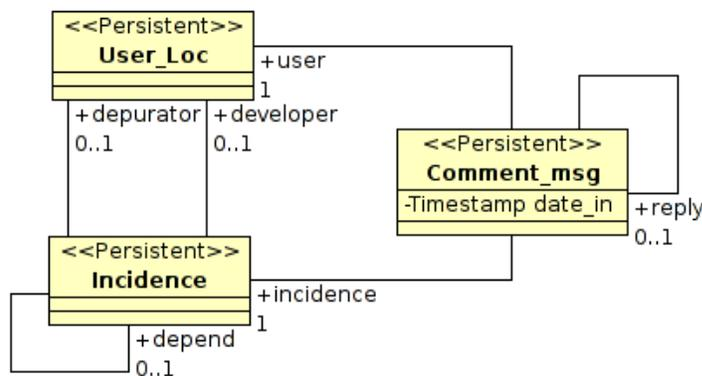 <<Persistent>>
User_Loc
+user
1
+depurator
0..1
+developer
0..1
<<Persistent>>
Comment_msg
-Timestamp date_in
+reply
0..1
<<Persistent>>
Incidence
+incidence
1
+depend
0..1